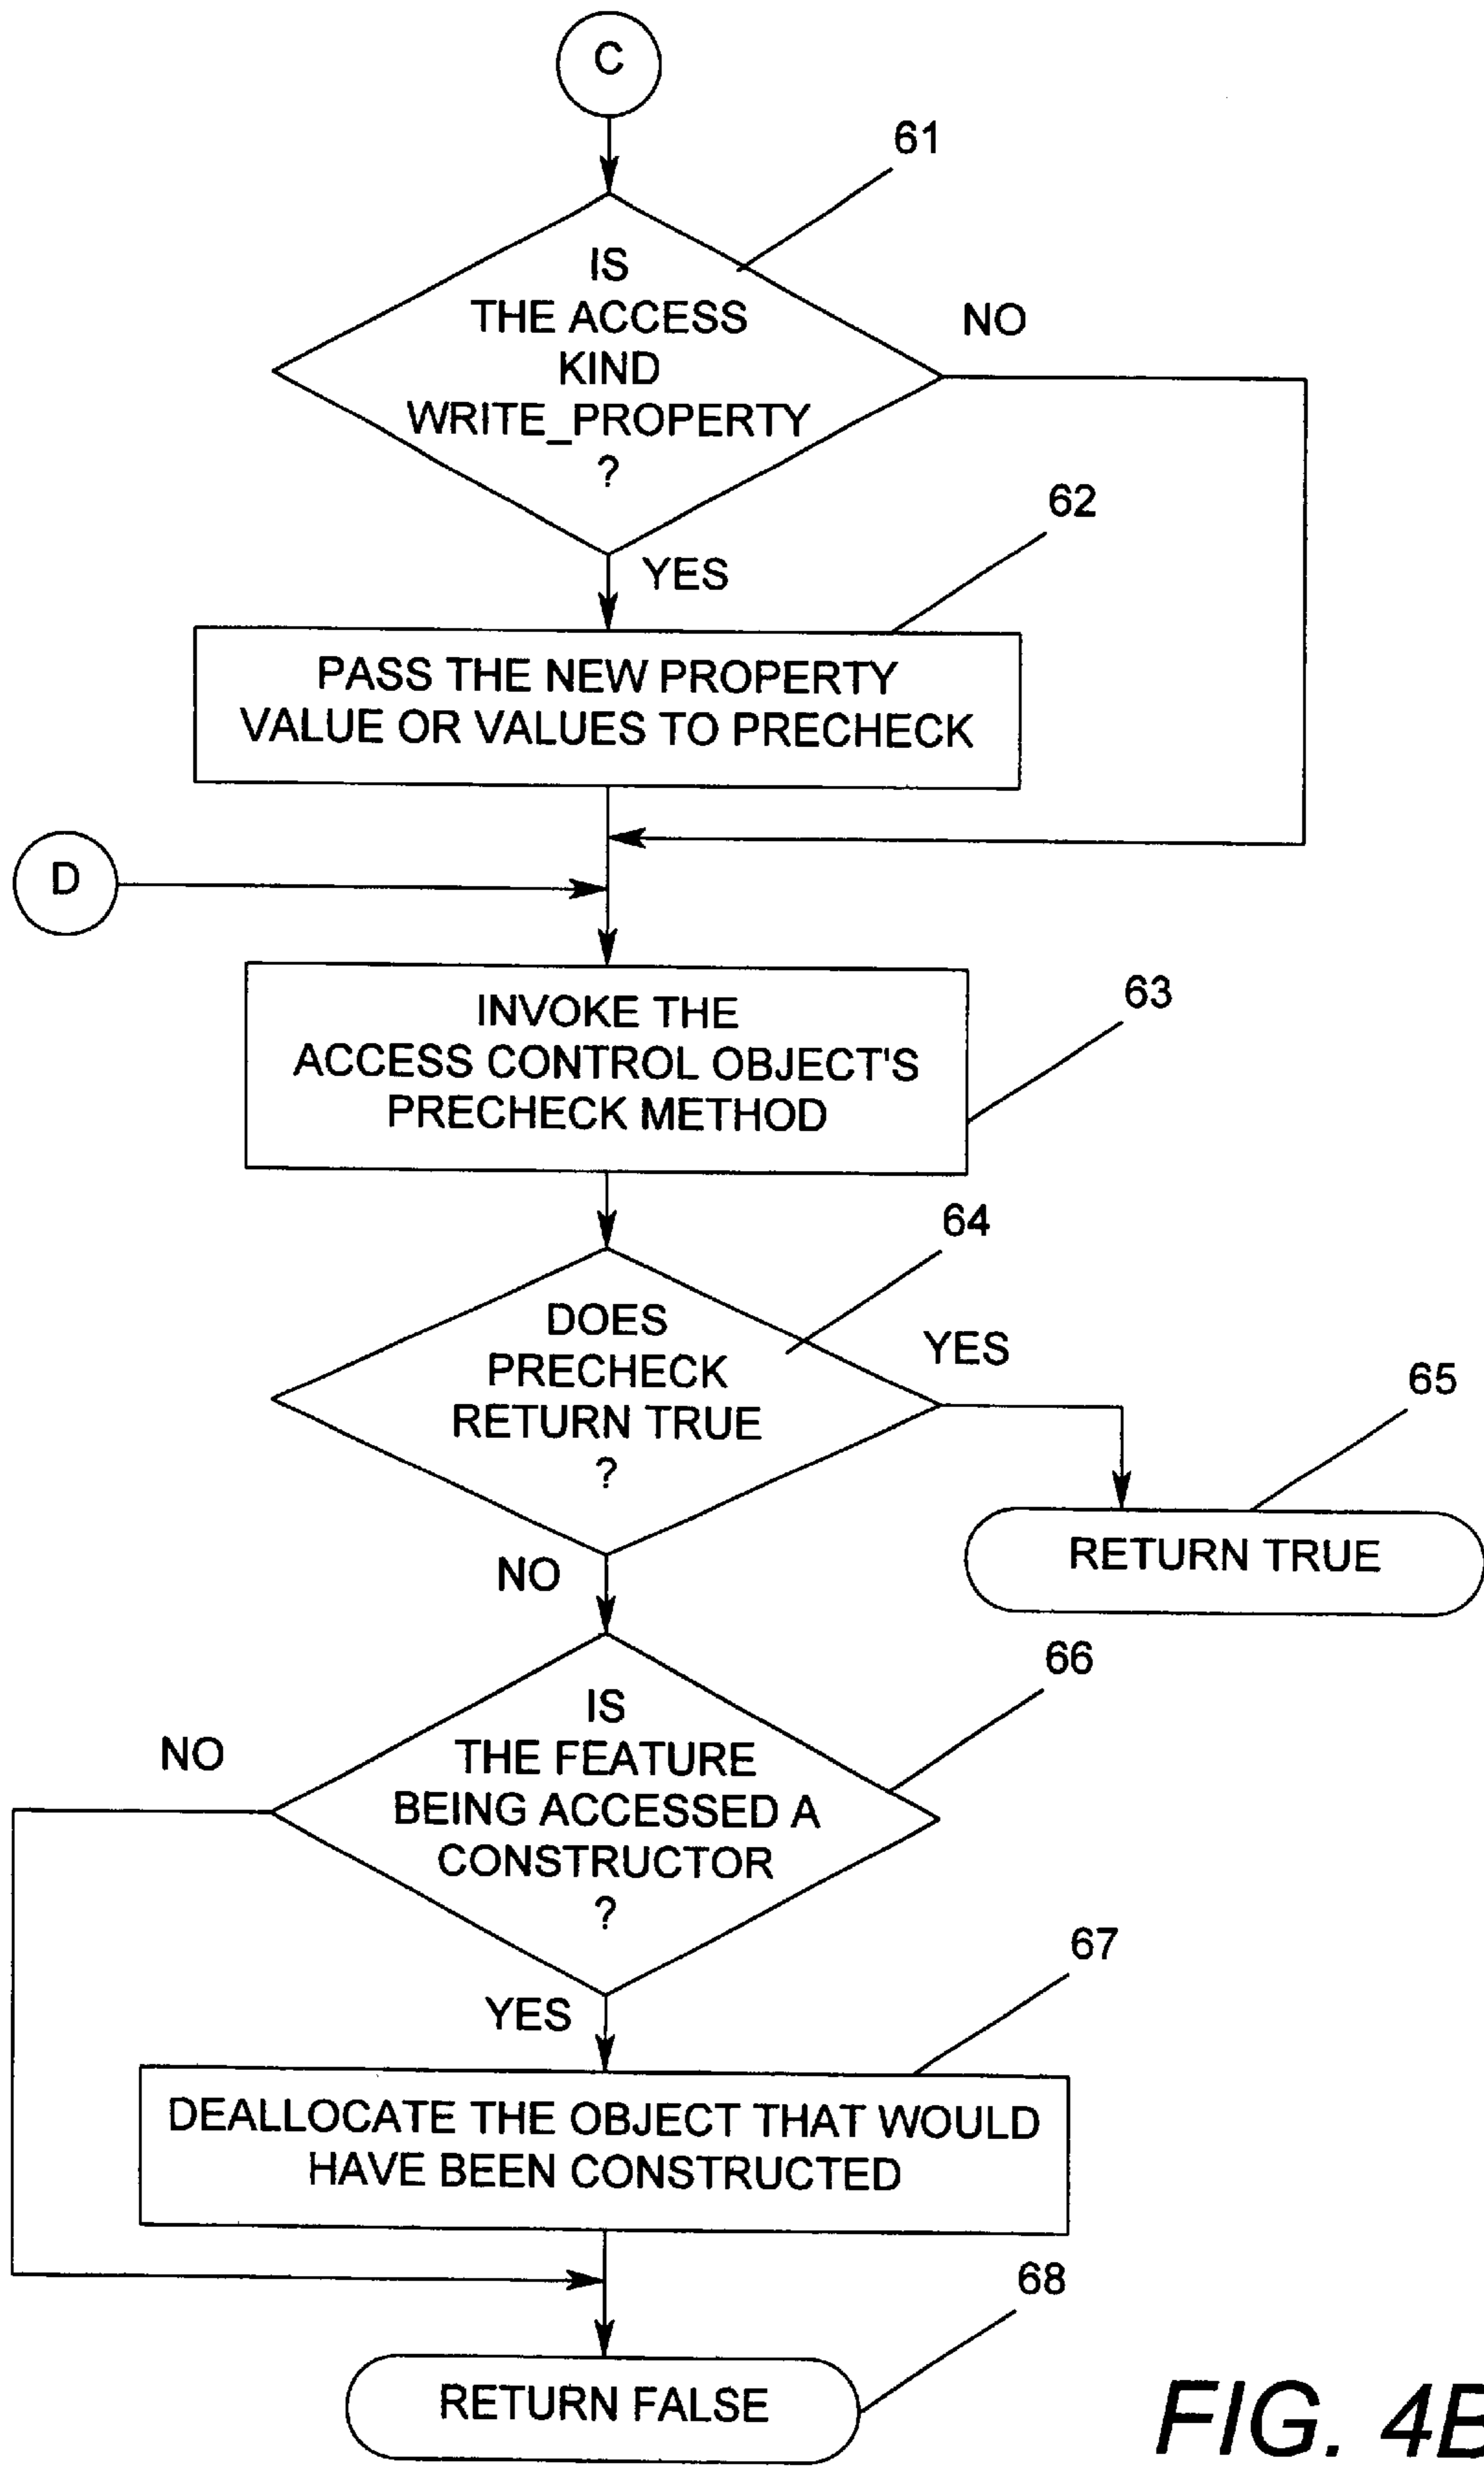 C
61
IS
THE ACCESS
KIND
WRITE_PROPERTY
?
NO
YES
62
PASS THE NEW PROPERTY
VALUE OR VALUES TO PRECHECK
D
63
INVOKE THE
ACCESS CONTROL OBJECT'S
PRECHECK METHOD
64
DOES
PRECHECK
RETURN TRUE
?
YES
65
RETURN TRUE
NO
66
IS
THE FEATURE
BEING ACCESSED A
CONSTRUCTOR
?
NO
YES
67
DEALLOCATE THE OBJECT THAT WOULD
HAVE BEEN CONSTRUCTED
68
RETURN FALSE
FIG. 4B